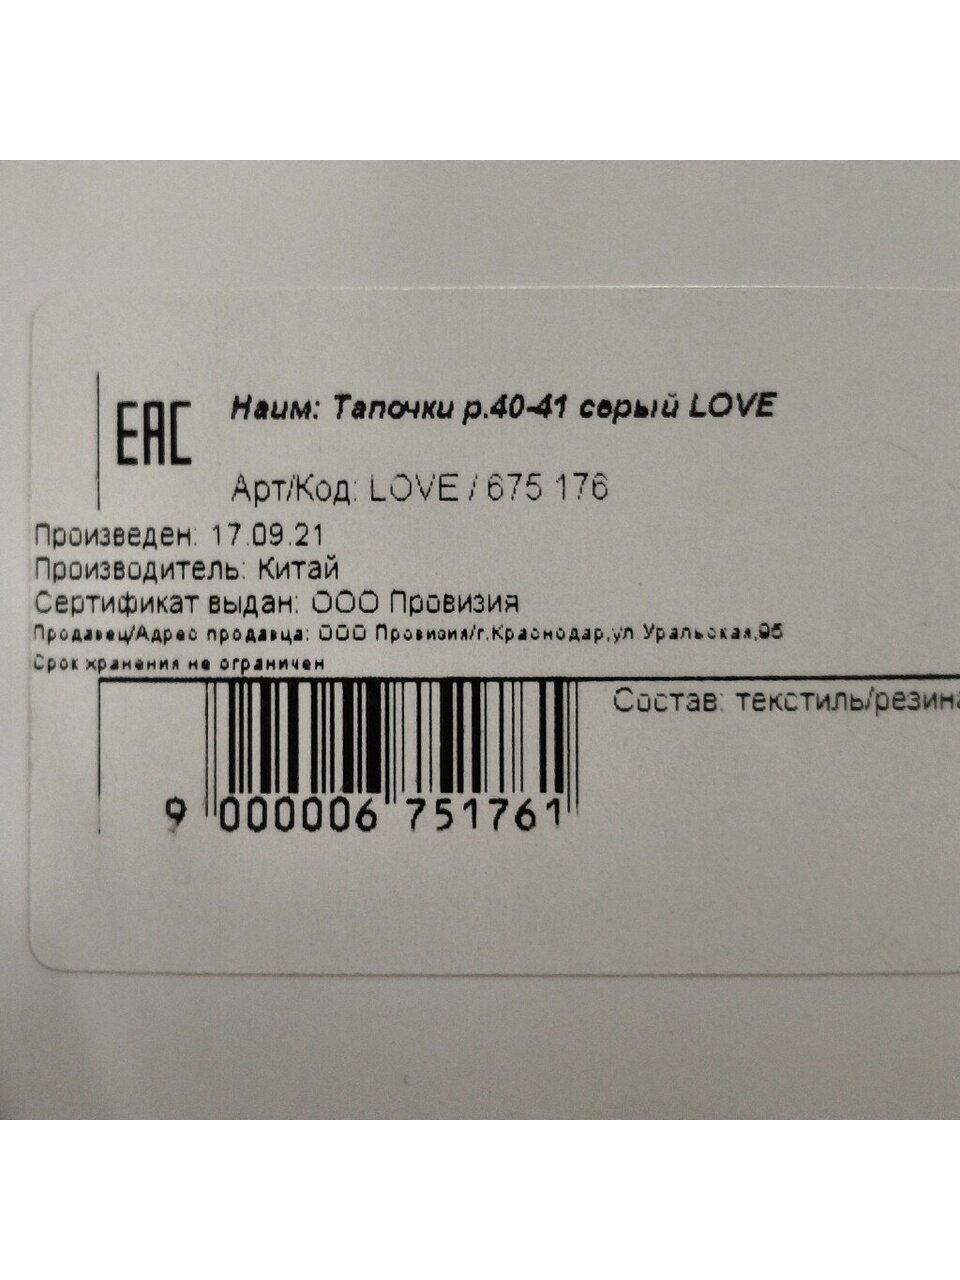 EAC
Наим: Тапочки р.40-41 серый LOVE
Арт/Код: LOVE / 675 176
Произведен: 17.09.21
Производитель: Китай
Сертификат выдан: ООО Провизия
Продавец/Адрес продавца: ООО Провизия/г.Краснодар,ул Уральская,95
Срок хранения не ограничен
Состав: текстиль/резина
9 000006 751761